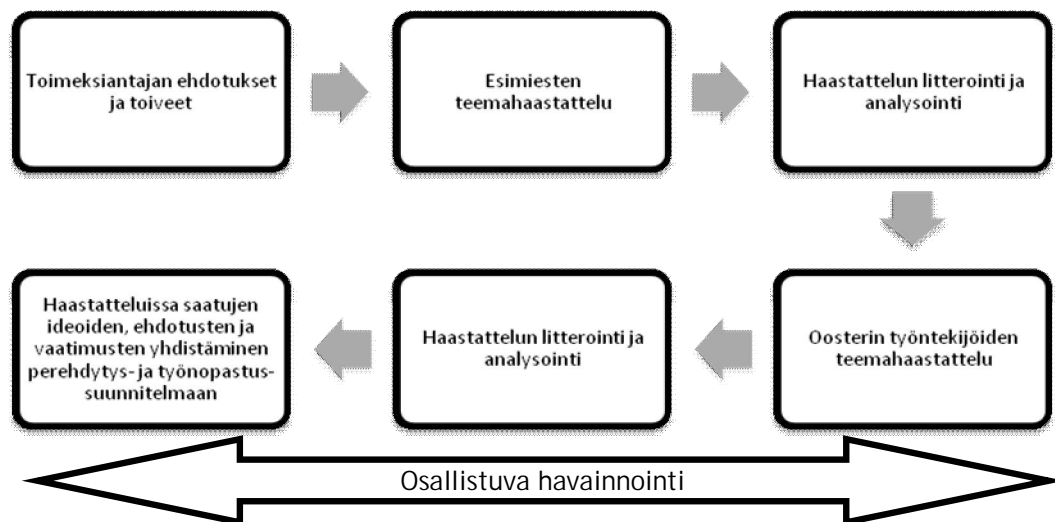 Toimeksiantajan ehdotukset
ja toiveet
Esimiesten
teemahaastattelu
Haastattelun litterointi ja
analysointi
Oosterin työntekijöiden
teemahaastattelu
Haastattelun litterointi ja
analysointi
Haastatteluissa saatujen
ideoiden, ehdotusten ja
vaatimusten yhdistäminen
perehdytys- ja työnopastus-
suunnitelmaan
Osallistuva havainnointi